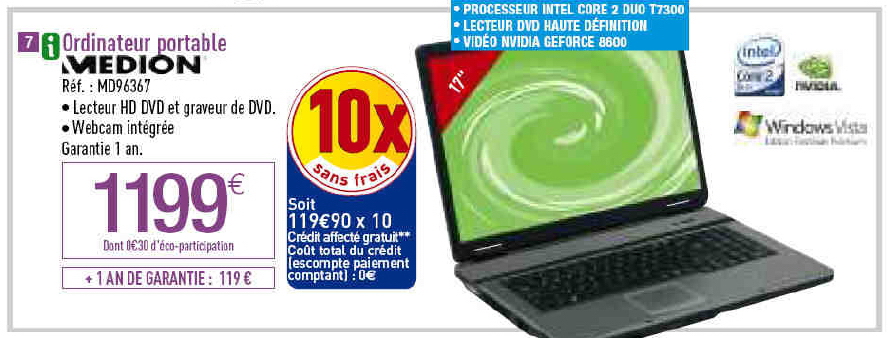 • PROCESSEUR INTEL CORE 2 DUO T7300
• LECTEUR DVD HAUTE DÉFINITION
• VIDÉO NVIDIA GEFORCE 8600
7 Ordinateur portable
MEDION
Réf. : MD96367
• Lecteur HD DVD et graveur de DVD.
• Webcam intégrée
Garantie 1 an.
1199€
Dont 0€30 d'éco-participation
+ 1 AN DE GARANTIE : 119 €
10x
sans frais
Soit
119€90 x 10
Crédit affecté gratuit**
Coût total du crédit
(escompte paiement
comptant) : 0€
17"
intel
Core 2
NVIDIA.
Windows Vista